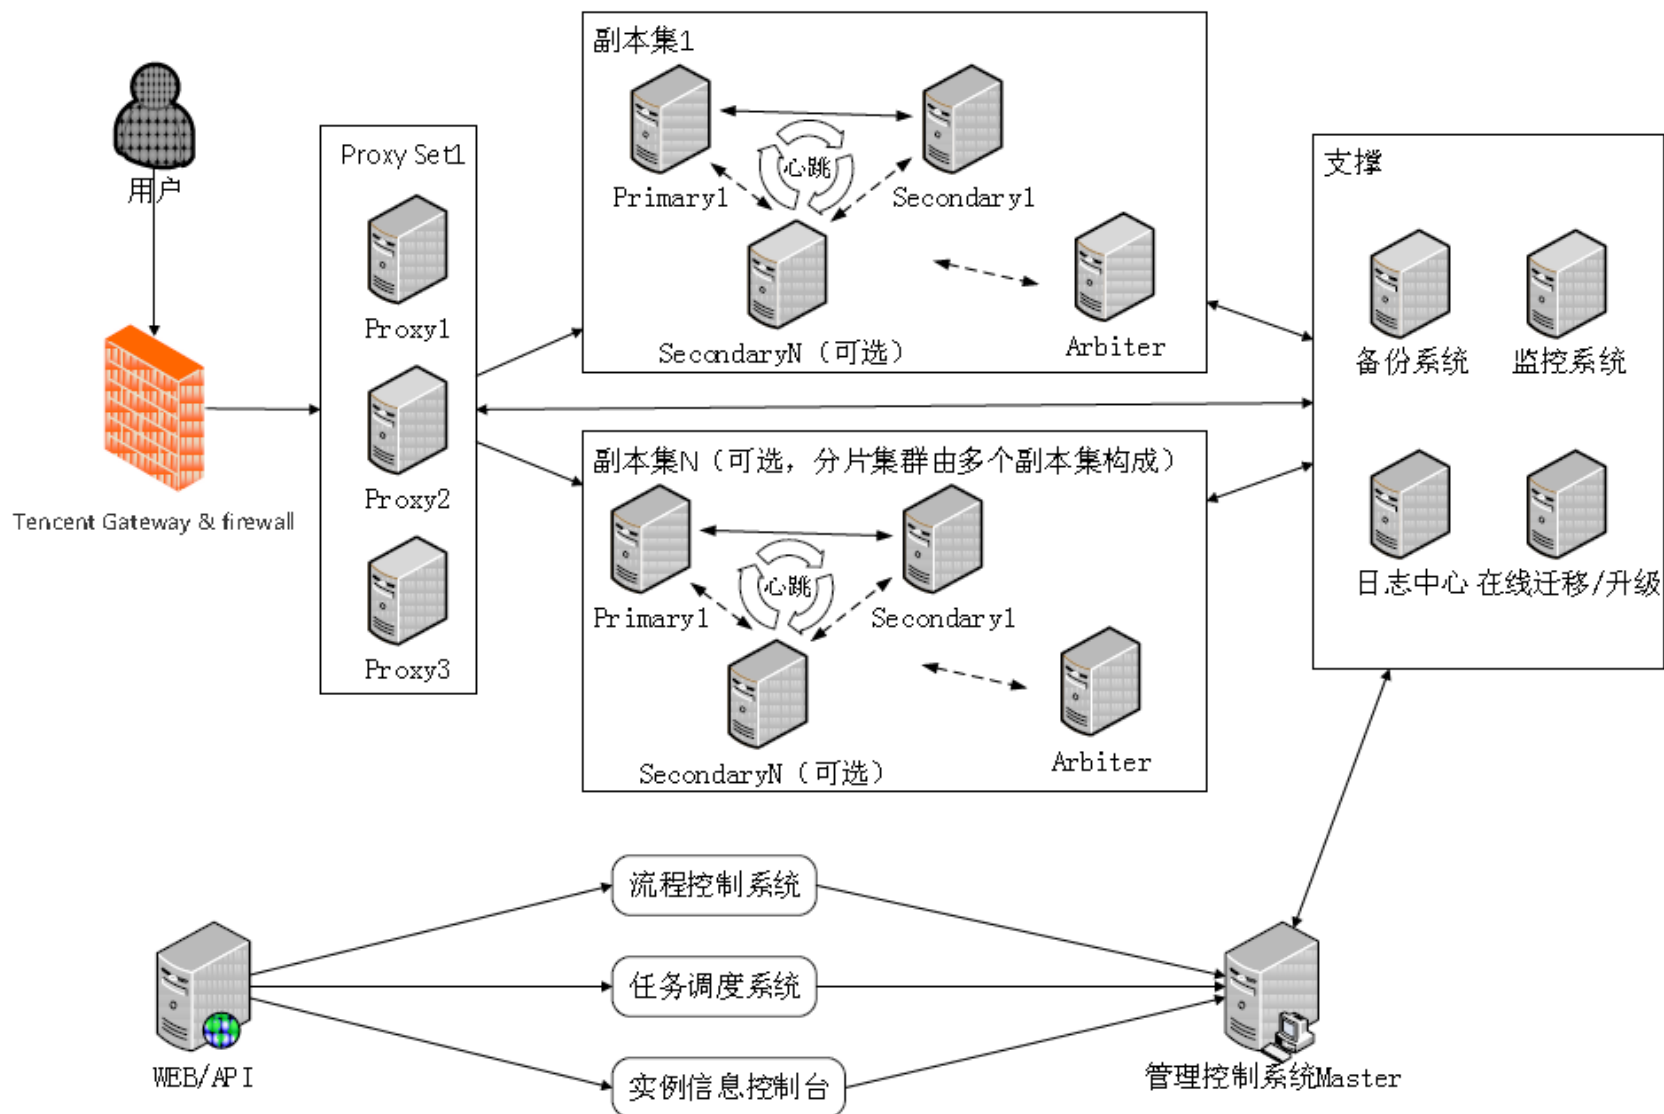 用户
Tencent Gateway & firewall
Proxy Set1
Proxy1
Proxy2
Proxy3
副本集1
心跳
Primary1
Secondary1
SecondaryN（可选）
Arbiter
副本集N（可选，分片集群由多个副本集构成）
心跳
Primary1
Secondary1
SecondaryN（可选）
Arbiter
支撑
备份系统
监控系统
日志中心
在线迁移/升级
WEB/API
流程控制系统
任务调度系统
实例信息控制台
管理控制系统Master